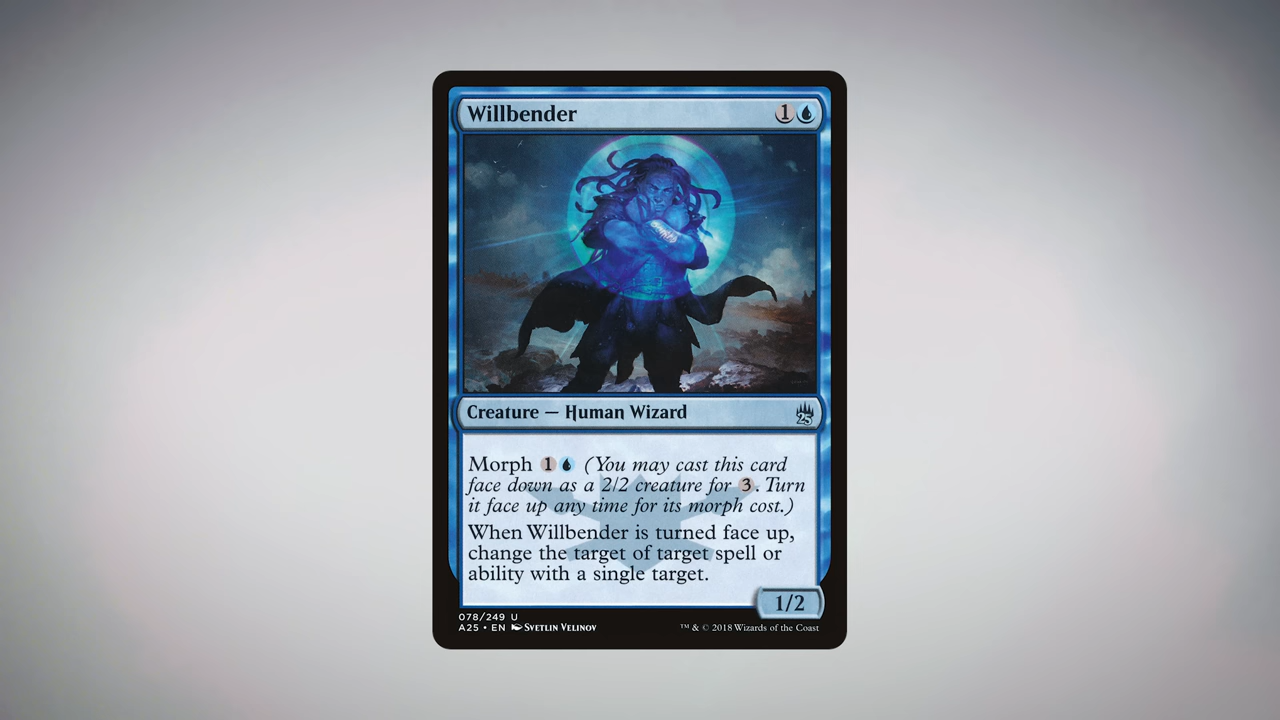 Willbender 1
Creature — Human Wizard
25
Morph 1 (You may cast this card
face down as a 2/2 creature for 3. Turn
it face up any time for its morph cost.)
When Willbender is turned face up,
change the target of target spell or
ability with a single target.
1/2
078/249 U
A25 • EN Svetlin Velinov
™ & © 2018 Wizards of the Coast